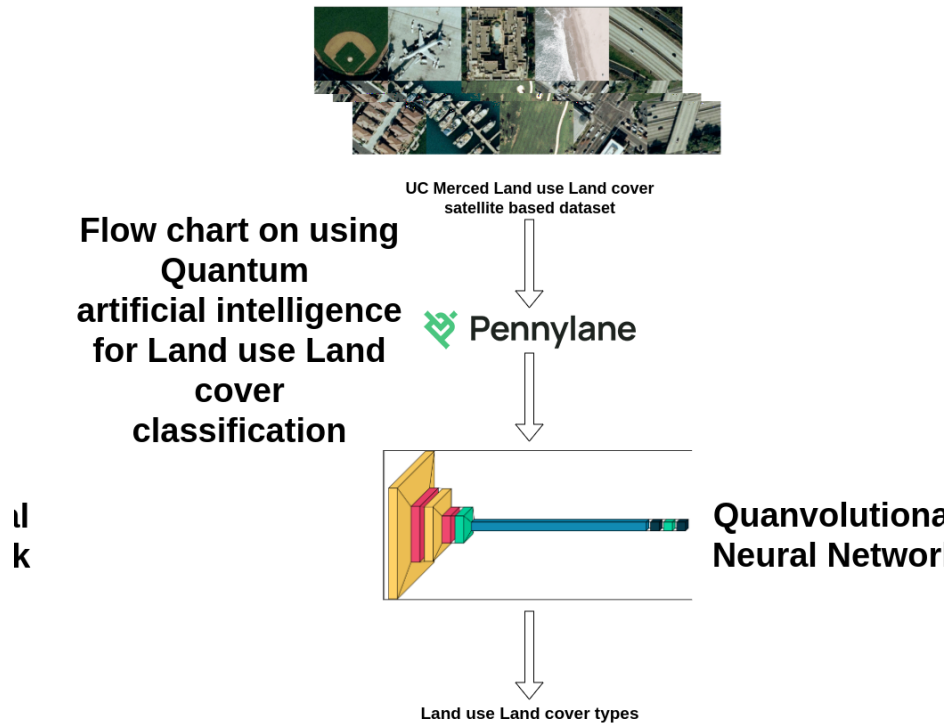 UC Merced Land use Land cover
satellite based dataset
Flow chart on using
Quantum
artificial intelligence
for Land use Land
cover
classification
Pennylane
al
k
Quanvolutiona
Neural Networ
Land use Land cover types